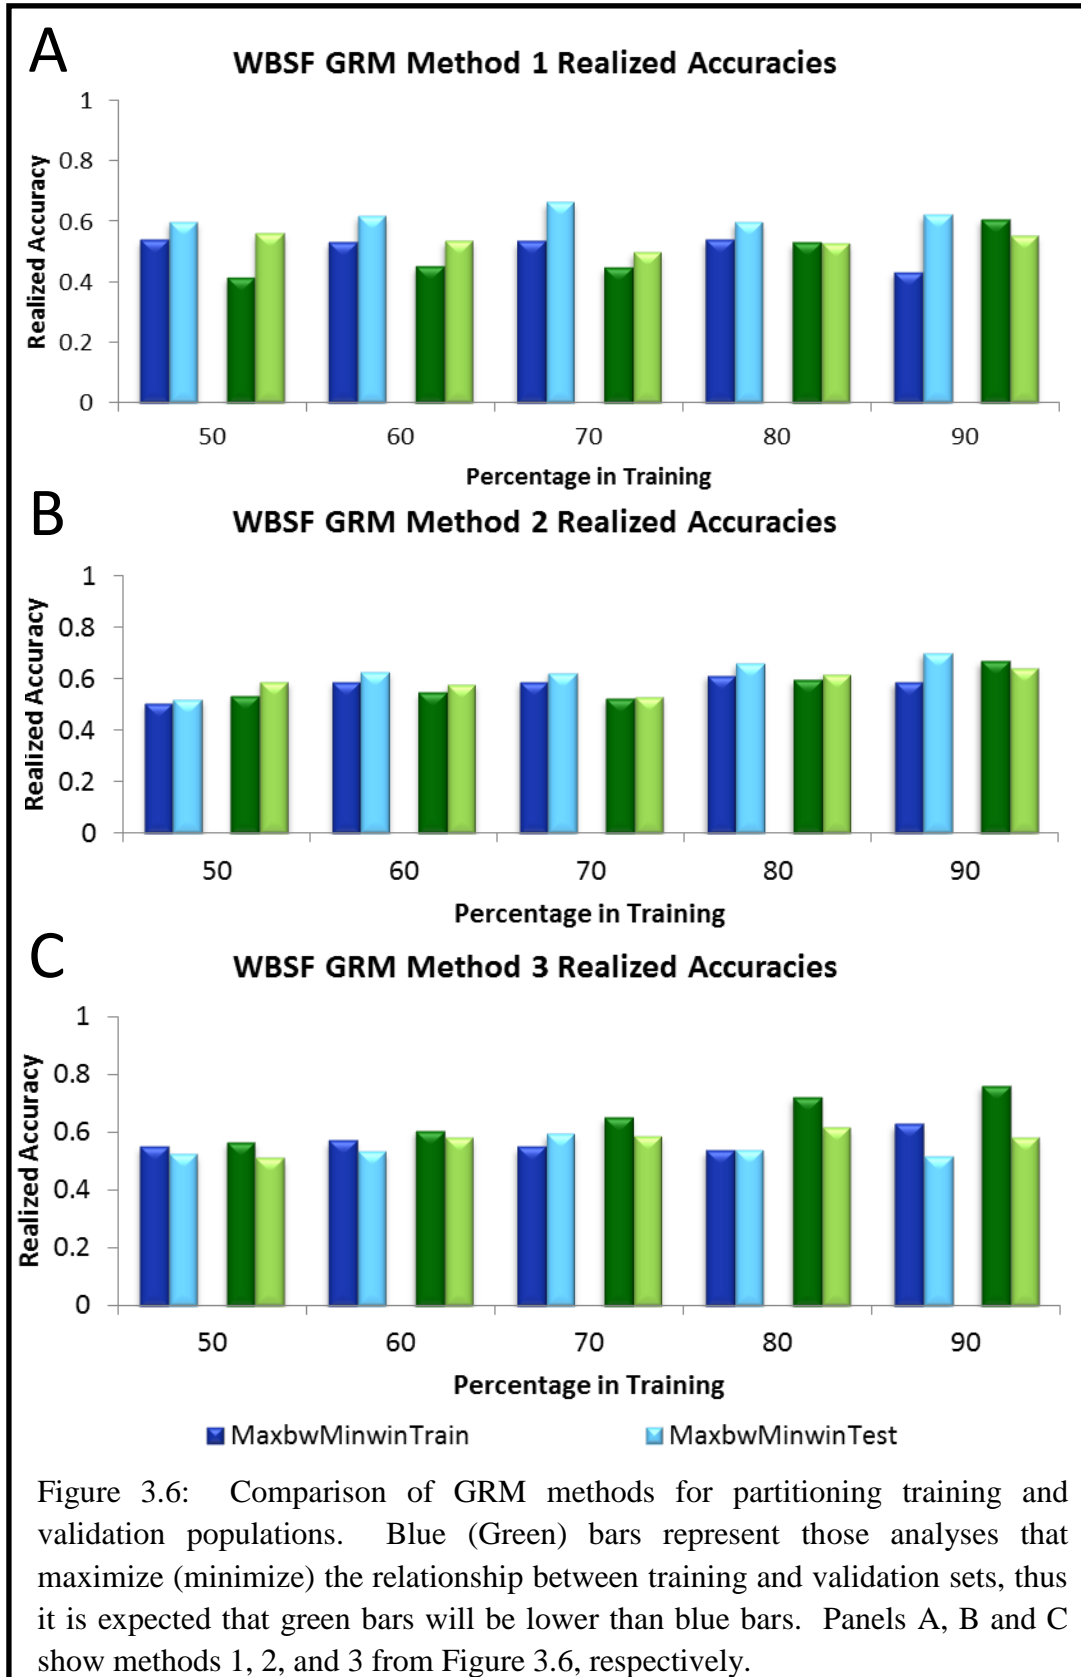 A
WBSF GRM Method 1 Realized Accuracies
Realized Accuracy
1
0.8
0.6
0.4
0.2
0
50 60 70 80 90
Percentage in Training
B
WBSF GRM Method 2 Realized Accuracies
Realized Accuracy
1
0.8
0.6
0.4
0.2
0
50 60 70 80 90
Percentage in Training
C
WBSF GRM Method 3 Realized Accuracies
Realized Accuracy
1
0.8
0.6
0.4
0.2
0
50 60 70 80 90
Percentage in Training
MaxbwMinwinTrain MaxbwMinwinTest
Figure 3.6: Comparison of GRM methods for partitioning training and
validation populations. Blue (Green) bars represent those analyses that
maximize (minimize) the relationship between training and validation sets, thus
it is expected that green bars will be lower than blue bars. Panels A, B and C
show methods 1, 2, and 3 from Figure 3.6, respectively.